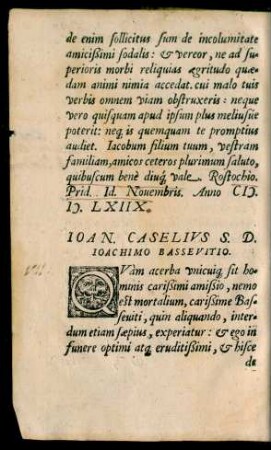 de enim sollicitus sum de incolumitate
amicißimi sodalis: & vereor, ne ad su-
perioris morbi reliquias ægritudo quæ-
dam animi nimia accedat. cui malo tuis
verbis omnem viam obstruxeris: neque
vero quisquam apud ipsum plus meliusúe
poterit: neq; is quemquam te promptius
audiet. Iacobum filium tuum, vestram
familiam, amicos ceteros plurimum saluto,
quibuscum benè diuq́; vale. Rostochio.
Prid. Id. Nouembris. Anno CIↃ.
IↃ. LXIIX.
IOAN. CASELIVS S. D.
IOACHIMO BASSEVITIO.
QVàm acerba vnicuiq; sit ho-
minis carißimi amissio, nemo
est mortalium, carißime Bas-
seuiti, quin aliquando, inter-
dum etiam sæpius, experiatur: & ego in
funere optimi atq; eruditißimi, & hisce
de